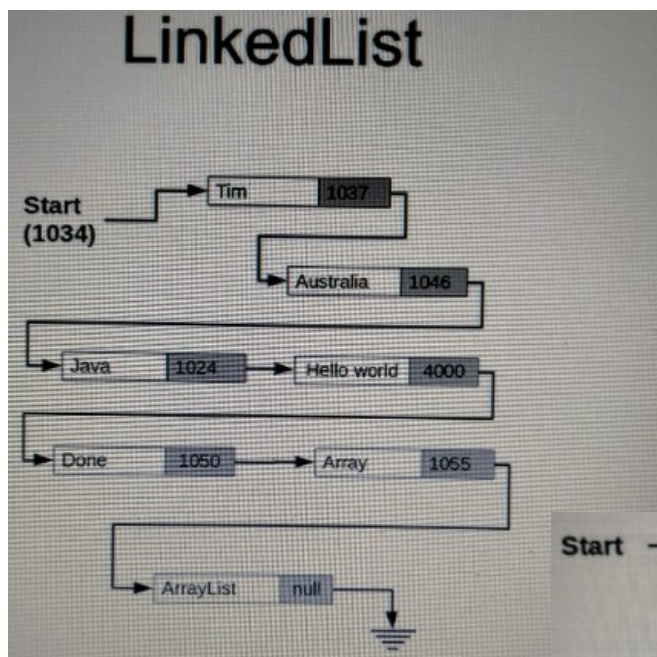 LinkedList
Tim 1037
Start
(1034)
Australia 1046
Java 1024 Hello world 4000
Done 1050 Array 1055
Start
ArrayList null